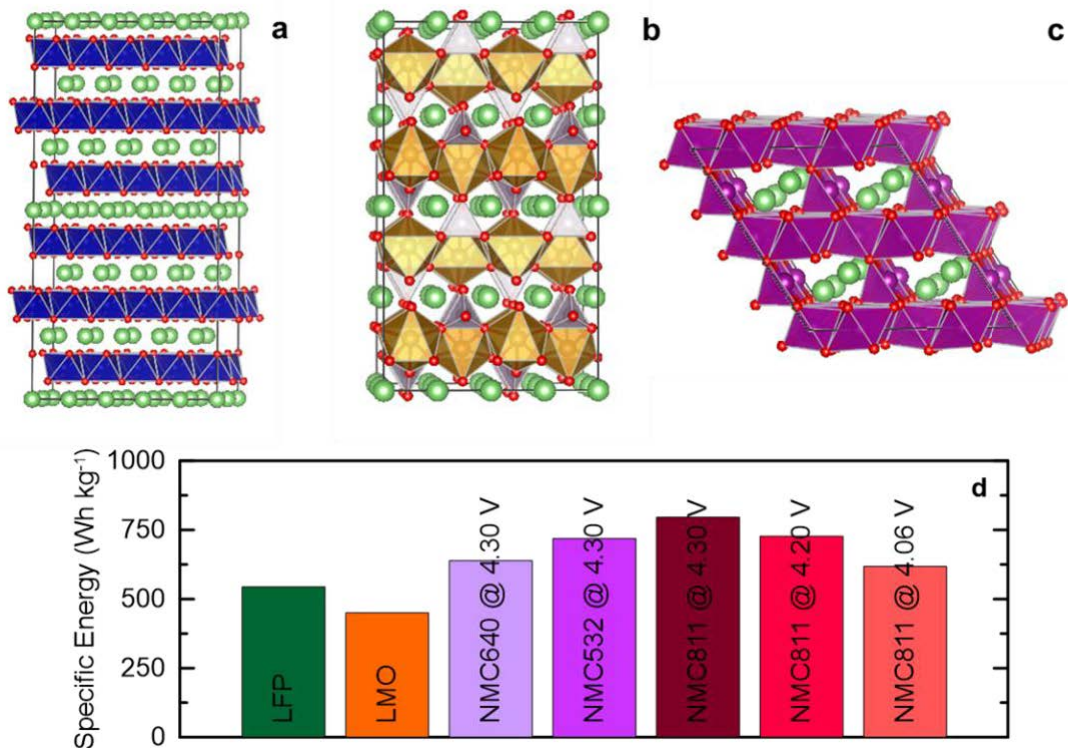 a
b
c
d
Specific Energy (Wh kg⁻¹)
1000
750
500
250
0
LFP
LMO
NMC640 @ 4.30 V
NMC532 @ 4.30 V
NMC811 @ 4.30 V
NMC811 @ 4.20 V
NMC811 @ 4.06 V